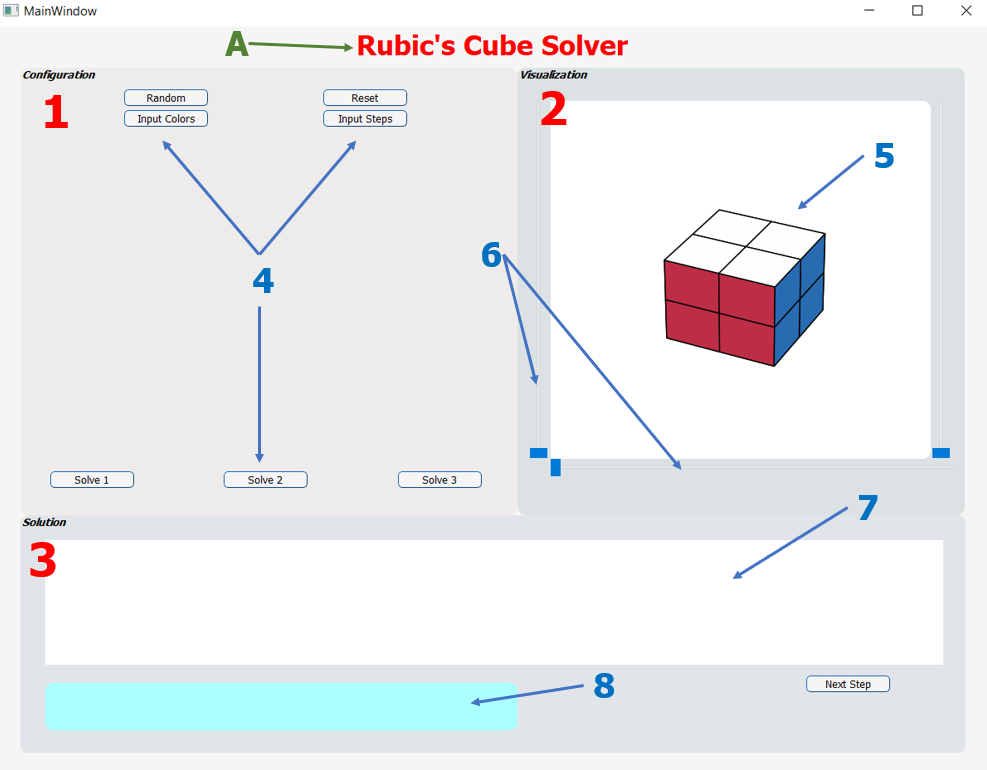 MainWindow
A Rubic's Cube Solver
Configuration
Visualization
1
Random
Reset
Input Colors
Input Steps
2
5
6
4
Solve 1
Solve 2
Solve 3
7
Solution
3
8
Next Step